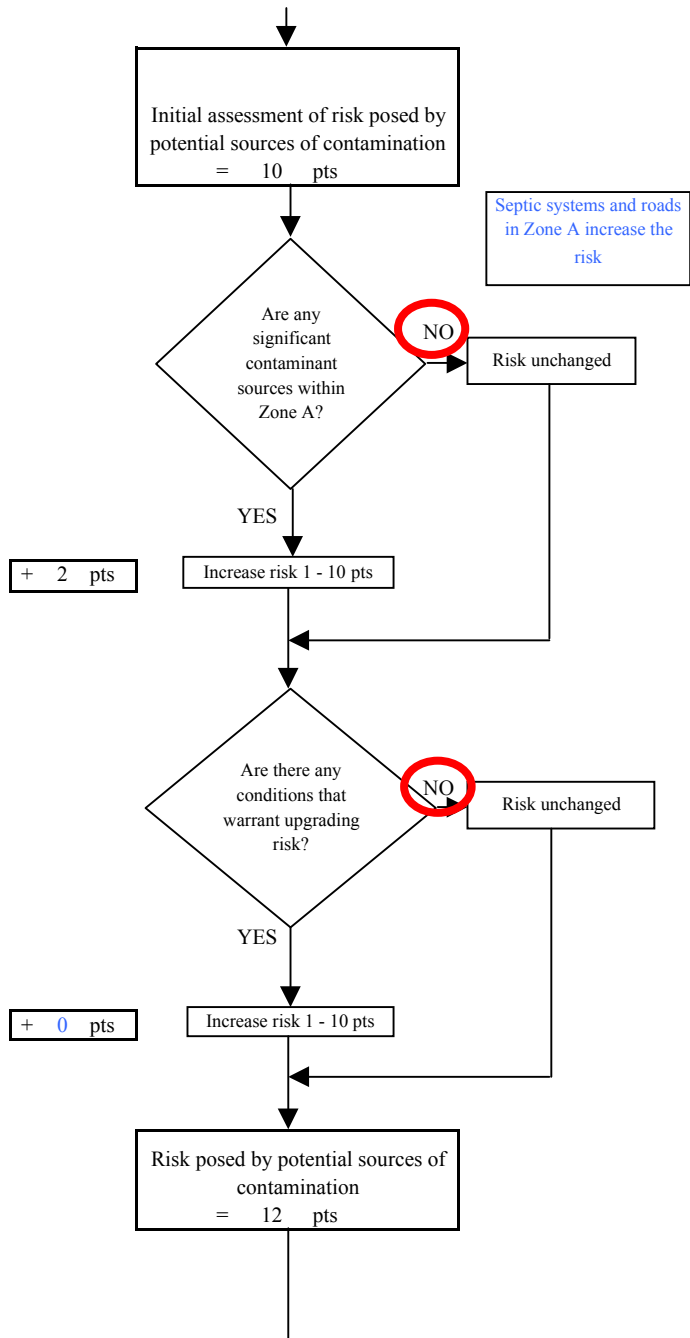 Initial assessment of risk posed by
potential sources of contamination
= 10 pts
Septic systems and roads
in Zone A increase the
risk
Are any
significant
contaminant
sources within
Zone A?
NO
Risk unchanged
YES
+ 2 pts
Increase risk 1 - 10 pts
Are there any
conditions that
warrant upgrading
risk?
NO
Risk unchanged
YES
+ 0 pts
Increase risk 1 - 10 pts
Risk posed by potential sources of
contamination
= 12 pts